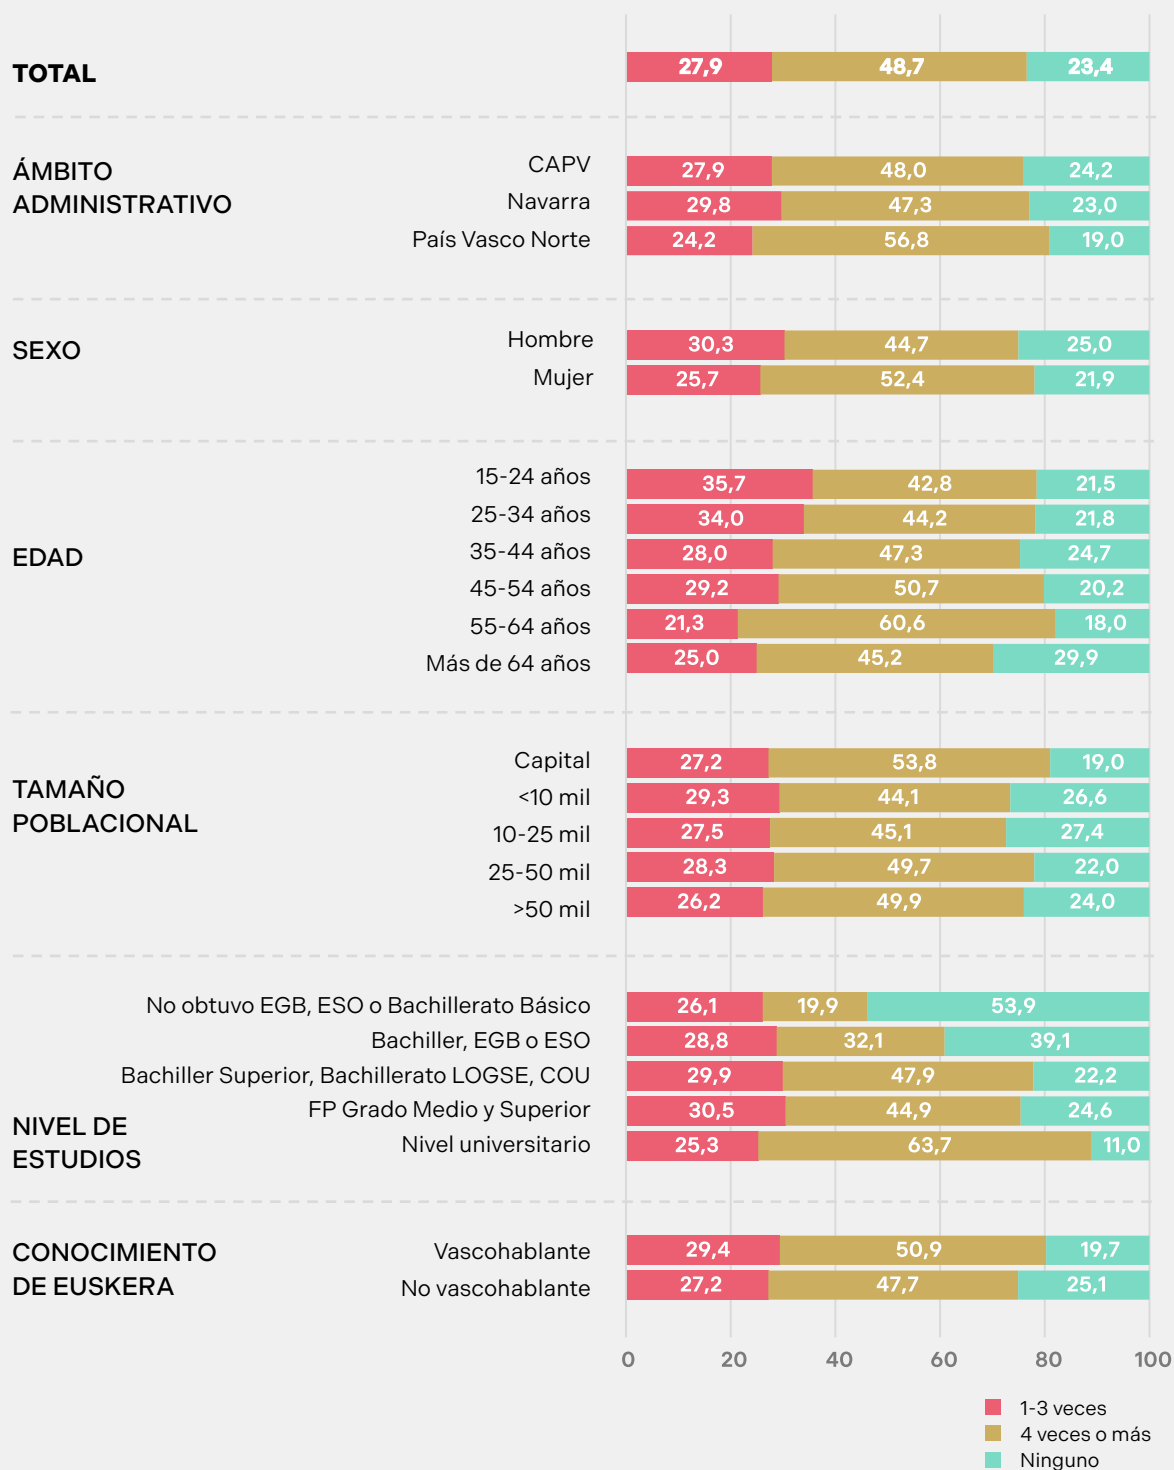 TOTAL
27,9 48,7 23,4
ÁMBITO
ADMINISTRATIVO
CAPV 27,9 48,0 24,2
Navarra 29,8 47,3 23,0
País Vasco Norte 24,2 56,8 19,0
SEXO
Hombre 30,3 44,7 25,0
Mujer 25,7 52,4 21,9
EDAD
15-24 años 35,7 42,8 21,5
25-34 años 34,0 44,2 21,8
35-44 años 28,0 47,3 24,7
45-54 años 29,2 50,7 20,2
55-64 años 21,3 60,6 18,0
Más de 64 años 25,0 45,2 29,9
TAMAÑO
POBLACIONAL
Capital 27,2 53,8 19,0
<10 mil 29,3 44,1 26,6
10-25 mil 27,5 45,1 27,4
25-50 mil 28,3 49,7 22,0
>50 mil 26,2 49,9 24,0
NIVEL DE
ESTUDIOS
No obtuvo EGB, ESO o Bachillerato Básico 26,1 19,9 53,9
Bachiller, EGB o ESO 28,8 32,1 39,1
Bachiller Superior, Bachillerato LOGSE, COU 29,9 47,9 22,2
FP Grado Medio y Superior 30,5 44,9 24,6
Nivel universitario 25,3 63,7 11,0
CONOCIMIENTO
DE EUSKERA
Vascohablante 29,4 50,9 19,7
No vascohablante 27,2 47,7 25,1
0 20 40 60 80 100
1-3 veces
4 veces o más
Ninguno